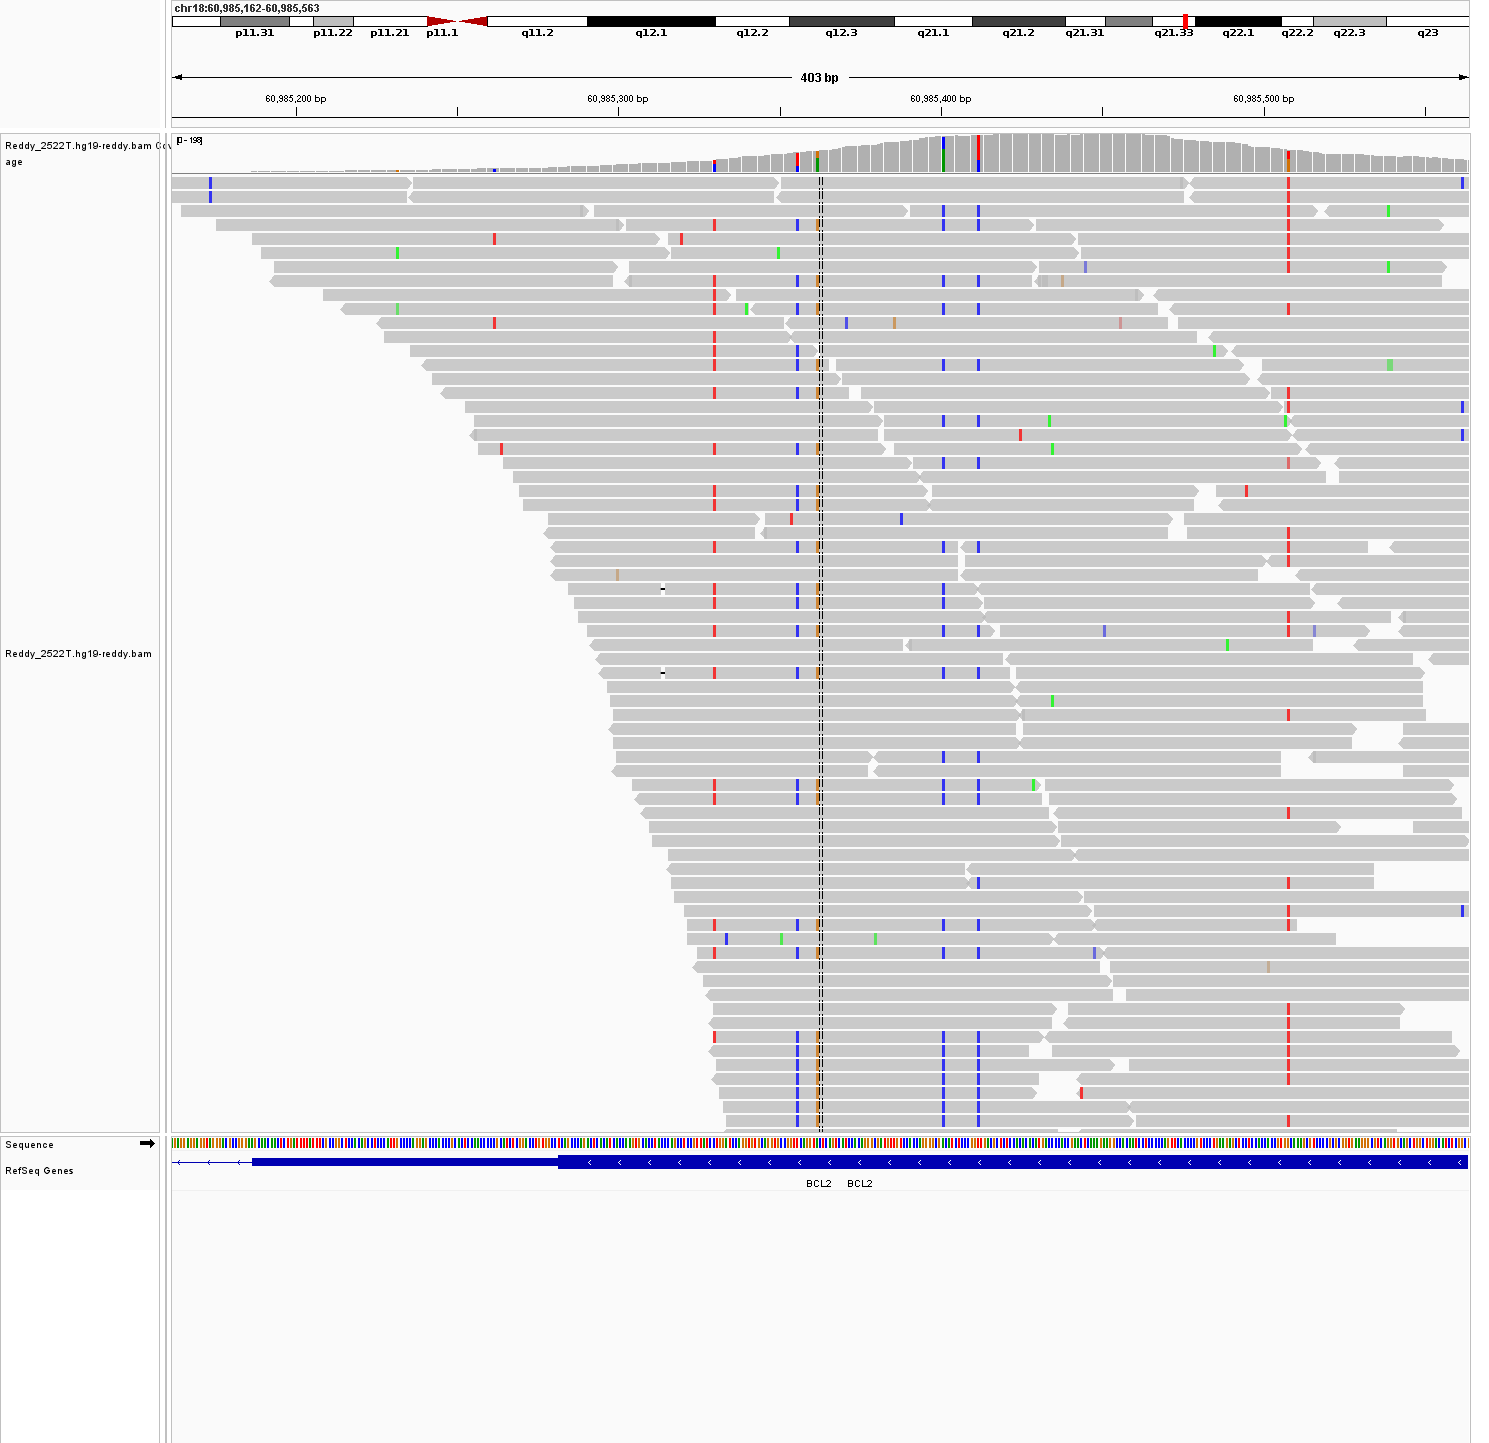 chr18:60,985,162-60,985,563
p11.31 p11.22 p11.21 p11.1 q11.2 q12.1 q12.2 q12.3 q21.1 q21.2 q21.31 q21.33 q22.1 q22.2 q22.3 q23
403 bp
60,985,200 bp 60,985,300 bp 60,985,400 bp 60,985,500 bp
[0 - 198]
Reddy_2522T.hg19-reddy.bam Cov
age
Reddy_2522T.hg19-reddy.bam
Sequence
RefSeq Genes
BCL2 BCL2